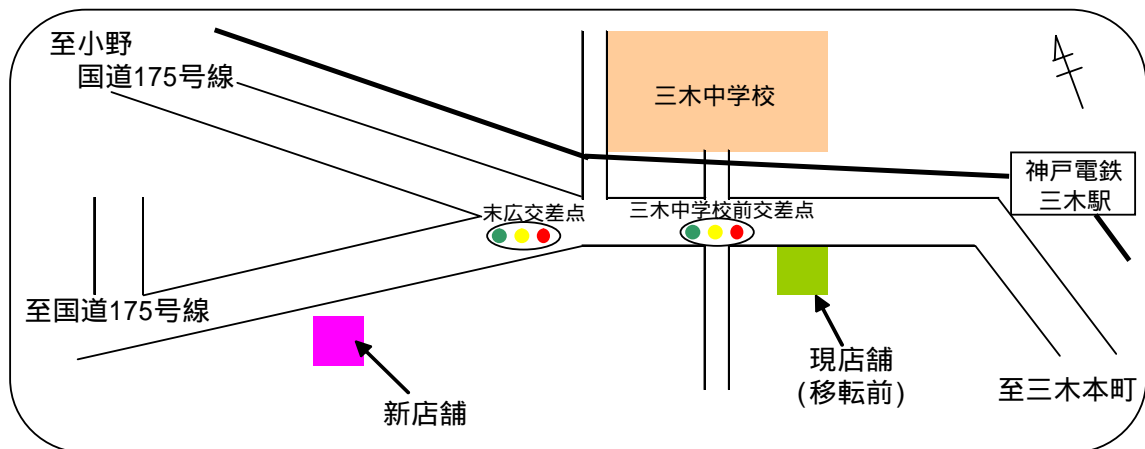 至小野
国道175号線
三木中学校
神戸電鉄
三木駅
末広交差点
三木中学校前交差点
至国道175号線
新店舗
現店舗
(移転前)
至三木本町